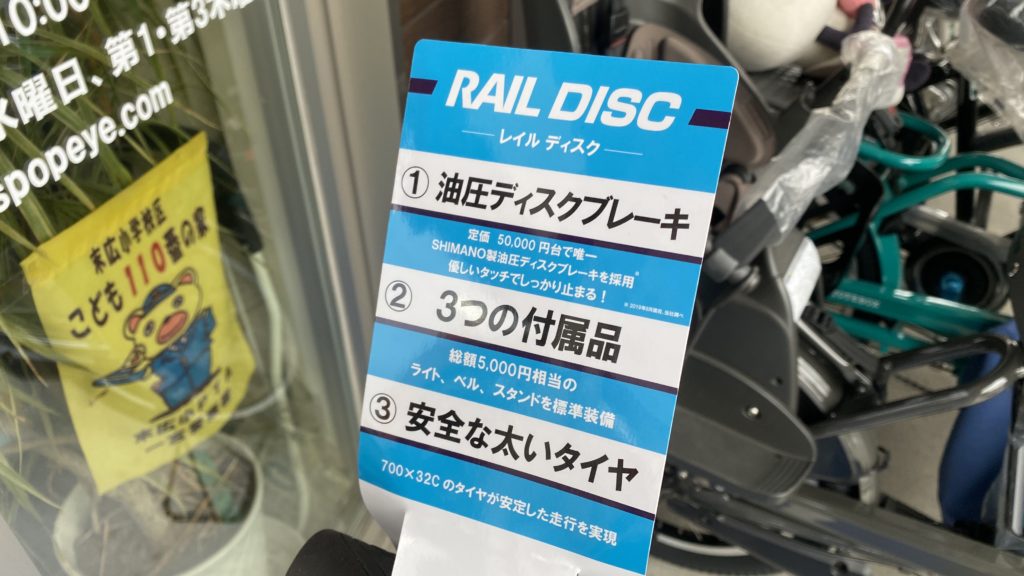 10:00
水曜日、第1・第3木
spopeye.com
末広小学校区
こども110番の家
RAIL DISC
レイル ディスク
① 油圧ディスクブレーキ
定価 50,000円台で唯一
SHIMANO製油圧ディスクブレーキを採用※
優しいタッチでしっかり止まる！
② 3つの付属品
総額5,000円相当の
ライト、ベル、スタンドを標準装備
③ 安全な太いタイヤ
700×32Cのタイヤが安定した走行を実現